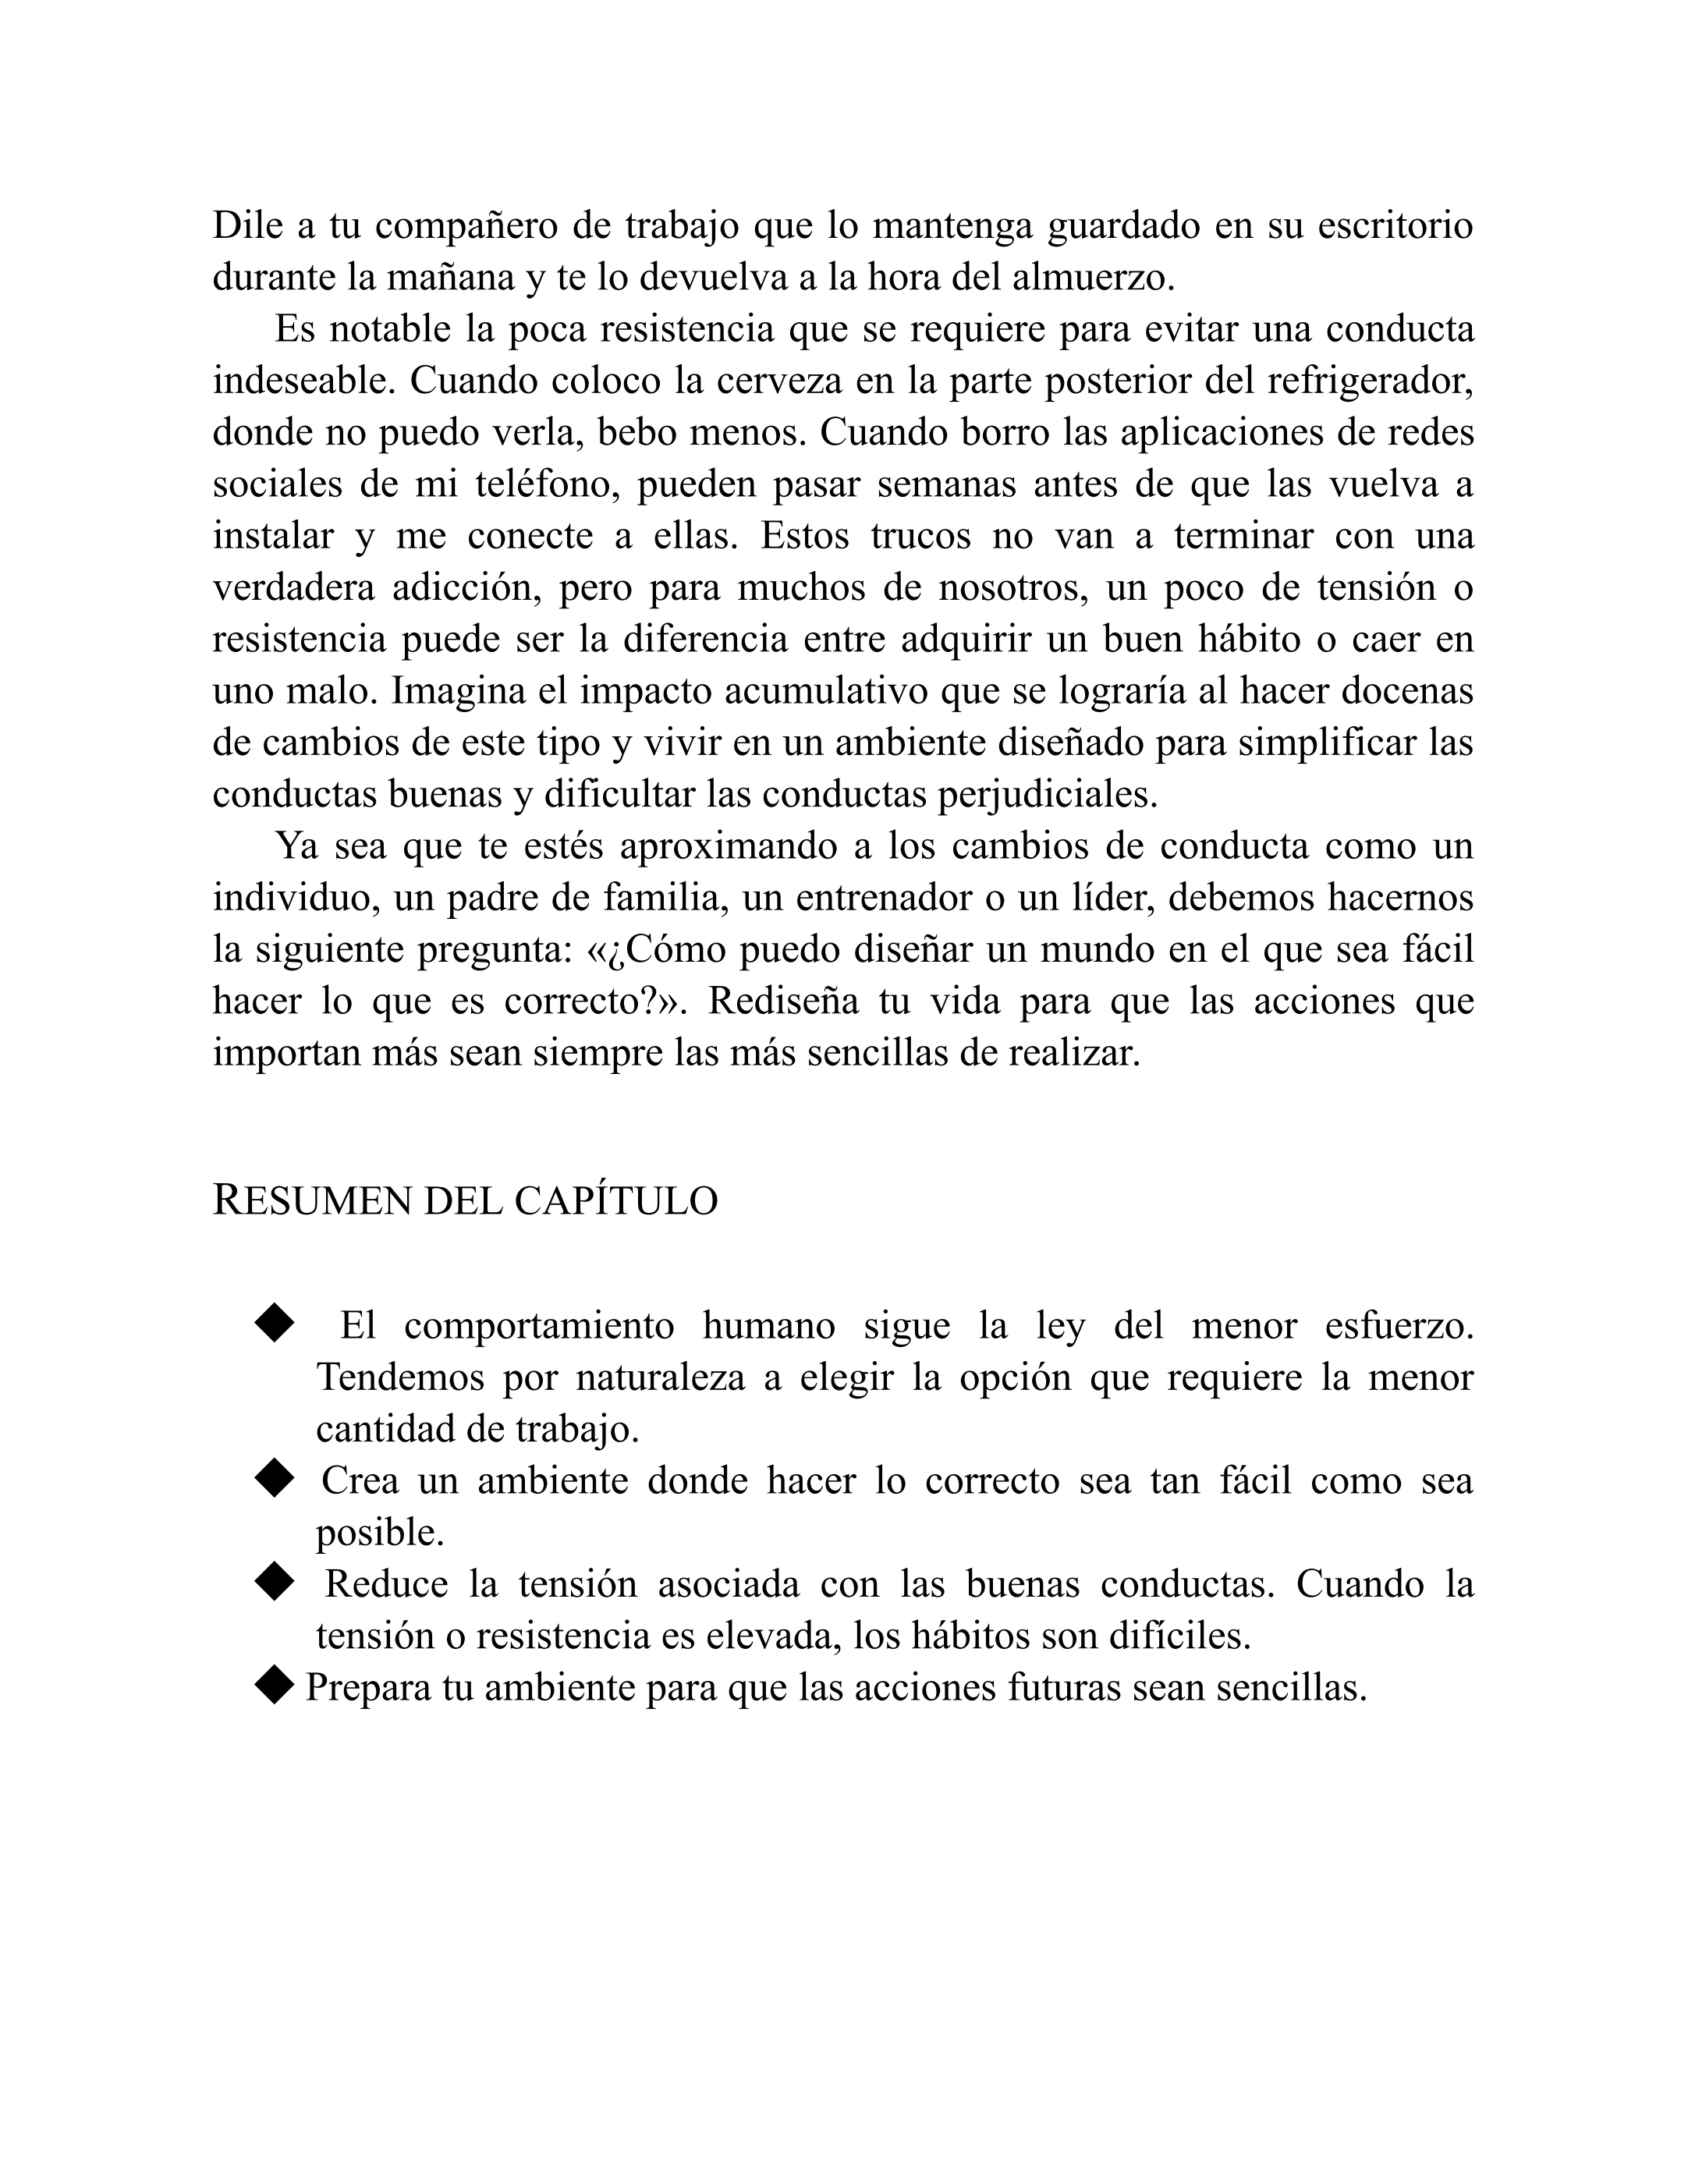 Dile a tu compañero de trabajo que lo mantenga guardado en su escritorio
durante la mañana y te lo devuelva a la hora del almuerzo.
Es notable la poca resistencia que se requiere para evitar una conducta
indeseable. Cuando coloco la cerveza en la parte posterior del refrigerador,
donde no puedo verla, bebo menos. Cuando borro las aplicaciones de redes
sociales de mi teléfono, pueden pasar semanas antes de que las vuelva a
instalar y me conecte a ellas. Estos trucos no van a terminar con una
verdadera adicción, pero para muchos de nosotros, un poco de tensión o
resistencia puede ser la diferencia entre adquirir un buen hábito o caer en
uno malo. Imagina el impacto acumulativo que se lograría al hacer docenas
de cambios de este tipo y vivir en un ambiente diseñado para simplificar las
conductas buenas y dificultar las conductas perjudiciales.
Ya sea que te estés aproximando a los cambios de conducta como un
individuo, un padre de familia, un entrenador o un líder, debemos hacernos
la siguiente pregunta: «¿Cómo puedo diseñar un mundo en el que sea fácil
hacer lo que es correcto?». Rediseña tu vida para que las acciones que
importan más sean siempre las más sencillas de realizar.
RESUMEN DEL CAPÍTULO
◆ El comportamiento humano sigue la ley del menor esfuerzo.
Tendemos por naturaleza a elegir la opción que requiere la menor
cantidad de trabajo.
◆ Crea un ambiente donde hacer lo correcto sea tan fácil como sea
posible.
◆ Reduce la tensión asociada con las buenas conductas. Cuando la
tensión o resistencia es elevada, los hábitos son difíciles.
◆ Prepara tu ambiente para que las acciones futuras sean sencillas.